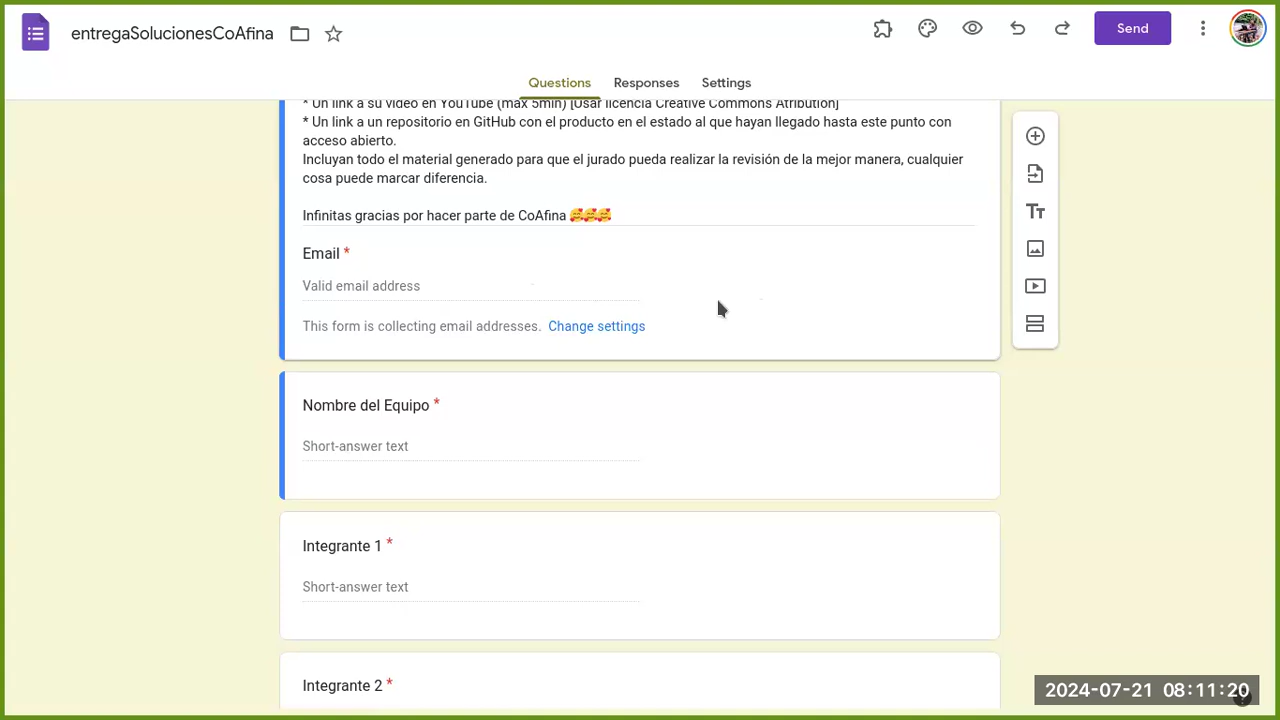 entregaSolucionesCoAfina
Send
Questions Responses Settings
* Un link a su video en YouTube (max 5min) [Usar licencia Creative Commons Atribution]
* Un link a un repositorio en GitHub con el producto en el estado al que hayan llegado hasta este punto con
acceso abierto.
Incluyan todo el material generado para que el jurado pueda realizar la revisión de la mejor manera, cualquier
cosa puede marcar diferencia.
Infinitas gracias por hacer parte de CoAfina 🥰🥰🥰
Email *
Valid email address
This form is collecting email addresses. Change settings
Nombre del Equipo *
Short-answer text
Integrante 1 *
Short-answer text
Integrante 2 *
2024-07-21 08:11:20